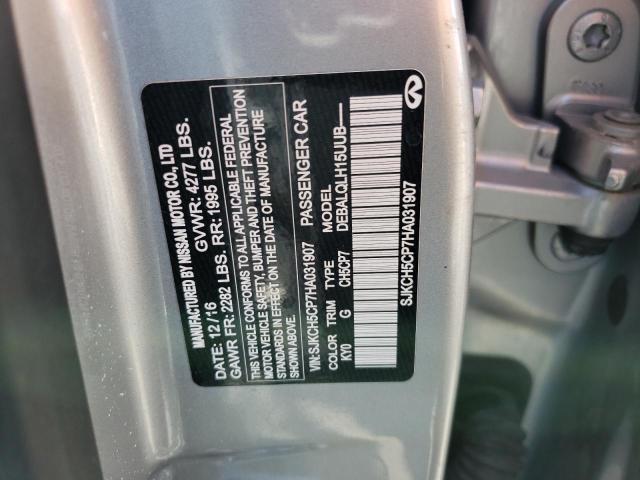 MANUFACTURED BY NISSAN MOTOR CO., LTD
DATE: 12/16 GVWR: 4277 LBS.
GAWR FR: 2282 LBS. RR: 1995 LBS.
THIS VEHICLE CONFORMS TO ALL APPLICABLE FEDERAL
MOTOR VEHICLE SAFETY, BUMPER AND THEFT PREVENTION
STANDARDS IN EFFECT ON THE DATE OF MANUFACTURE
SHOWN ABOVE.
VIN:SJKCH5CP7HA031907 PASSENGER CAR
COLOR TRIM TYPE MODEL
KY0 G CH5CP7 DEBALQLH15UUB——
SJKCH5CP7HA031907